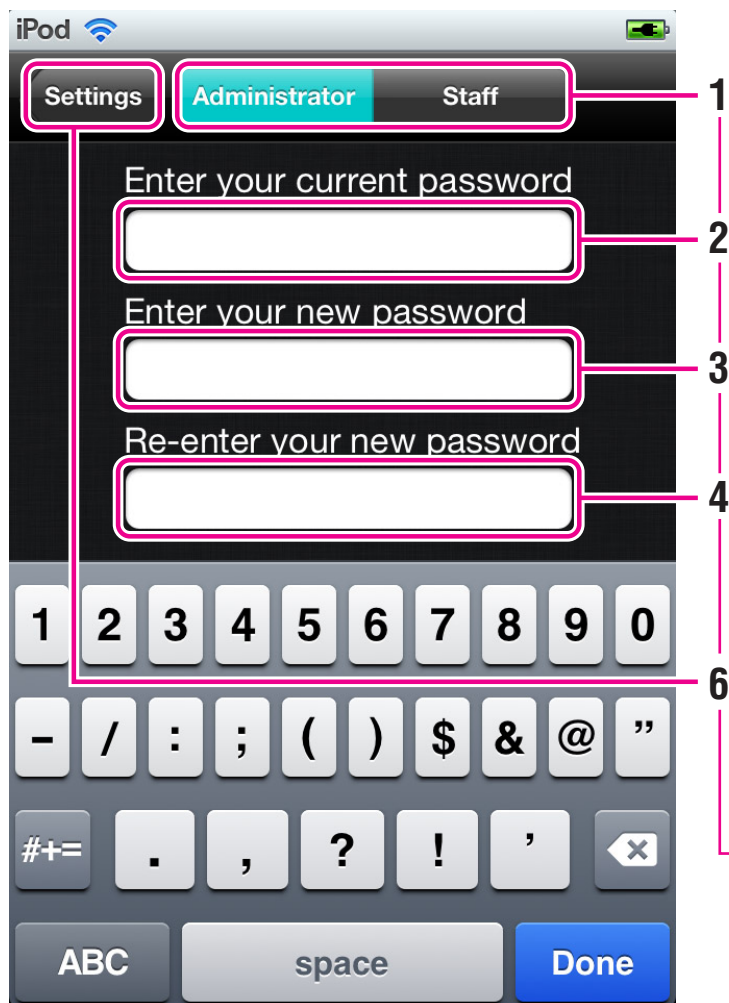 iPod
Settings Administrator Staff 1
Enter your current password
2
Enter your new password
3
Re-enter your new password
4
1 2 3 4 5 6 7 8 9 0
6
- / : ; ( ) $ & @ ”
#+= . , ? ! ’
ABC space Done